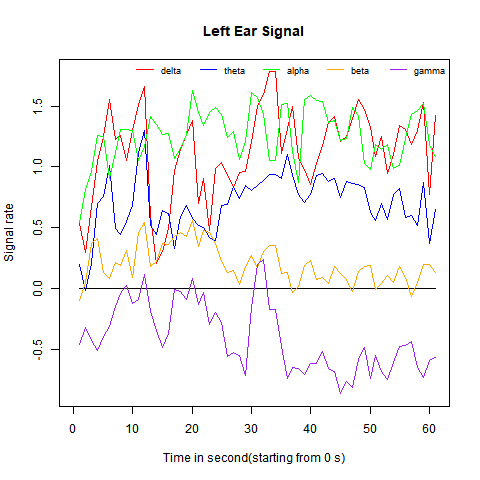 Left Ear Signal
delta theta alpha beta gamma
1.5
1.0
0.5
0.0
-0.5
Signal rate
0 10 20 30 40 50 60
Time in second(starting from 0 s)